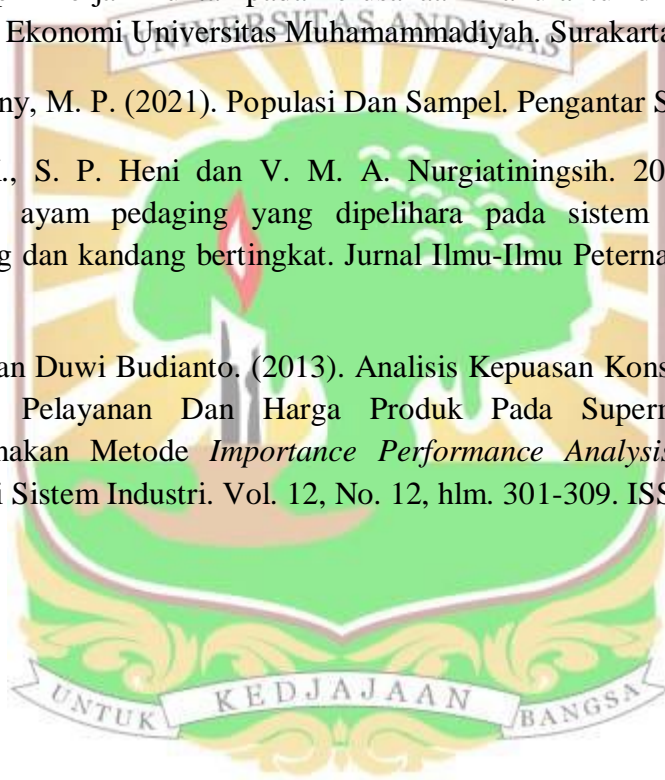 UNIVERSITAS ANDALAS
Ekonomi Universitas Muhamammadiyah. Surakarta
ny, M. P. (2021). Populasi Dan Sampel. Pengantar S
., S. P. Heni dan V. M. A. Nurgiatiningsih. 20
ayam pedaging yang dipelihara pada sistem
g dan kandang bertingkat. Jurnal Ilmu-Ilmu Peterna
an Duwi Budianto. (2013). Analisis Kepuasan Kons
Pelayanan Dan Harga Produk Pada Superm
nakan Metode Importance Performance Analysis
i Sistem Industri. Vol. 12, No. 12, hlm. 301-309. ISS
UNTUK KEDJAJAAN BANGSA